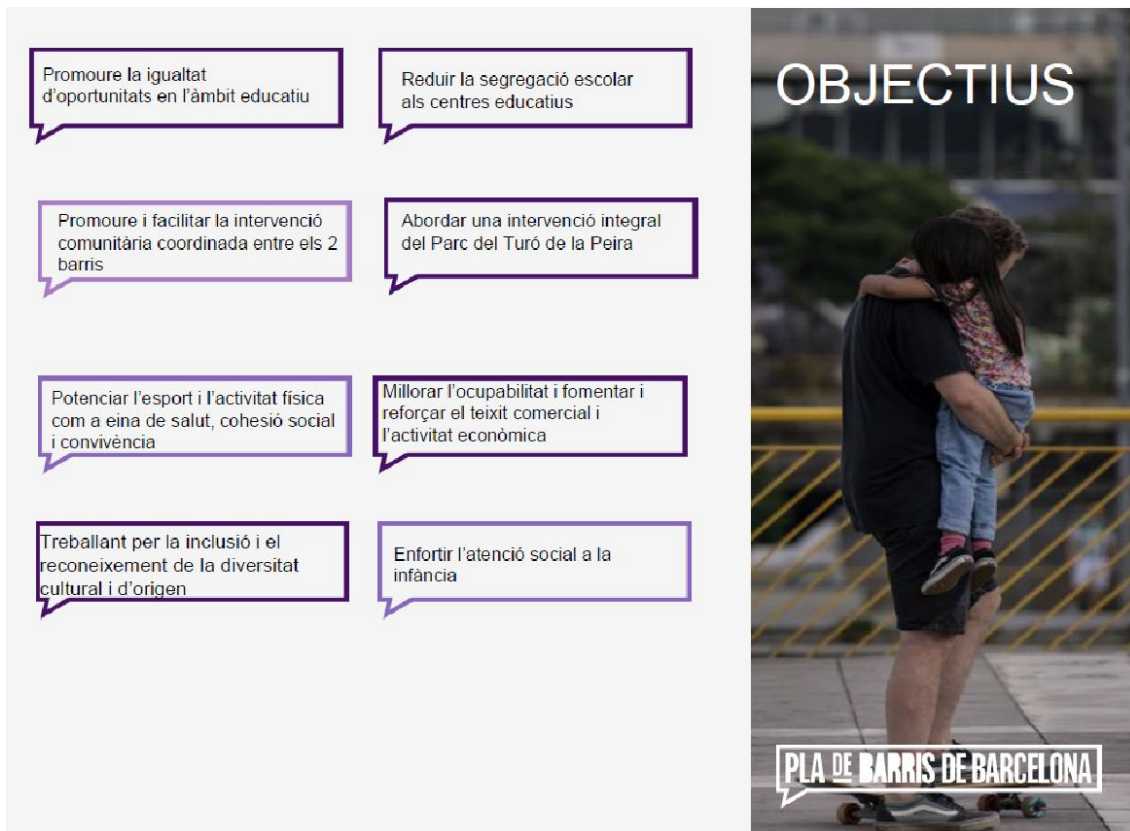 Promoure la igualtat
d'oportunitats en l'àmbit educatiu
Reduir la segregació escolar
als centres educatius
Promoure i facilitar la intervenció
comunitària coordinada entre els 2
barris
Abordar una intervenció integral
del Parc del Turó de la Peira
Potenciar l'esport i l'activitat física
com a eina de salut, cohesió social
i convivència
Millorar l'ocupabilitat i fomentar i
reforçar el teixit comercial i
l'activitat econòmica
Treballant per la inclusió i el
reconeixement de la diversitat
cultural i d'origen
Enfortir l'atenció social a la
infància
OBJECTIUS
PLA DE BARRIS DE BARCELONA